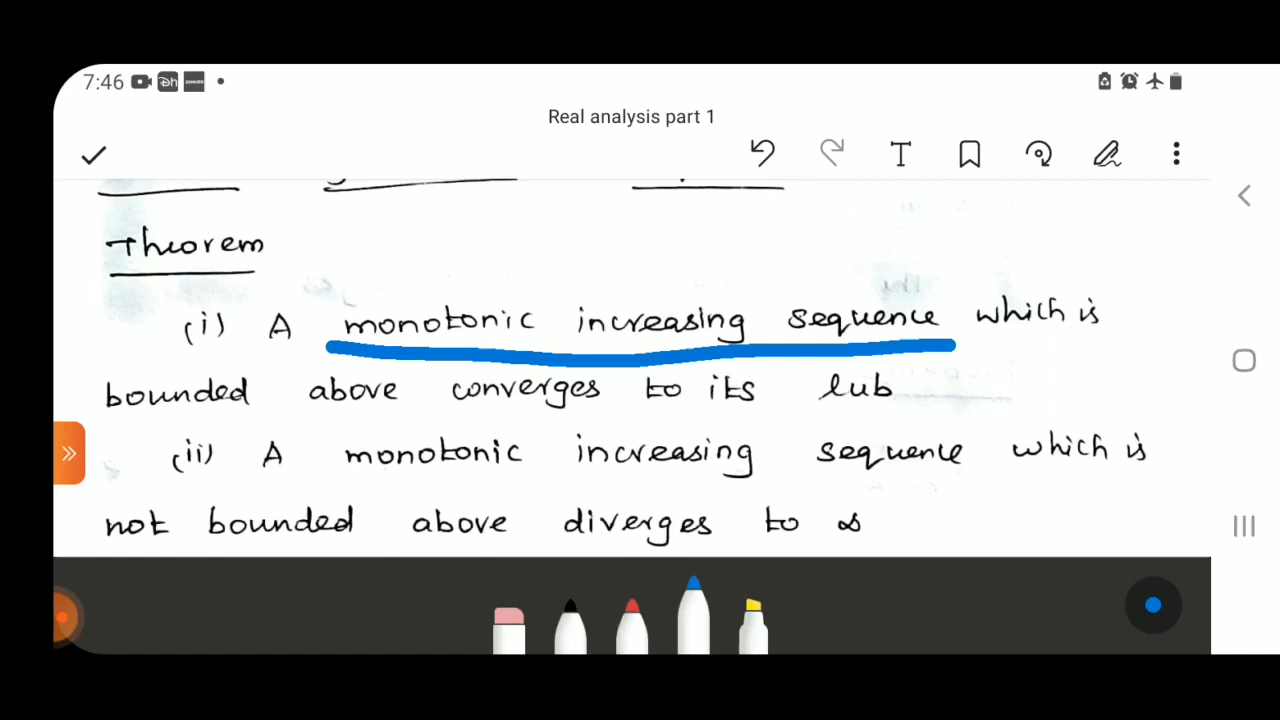 7:46
Real analysis part 1
Theorem
(i) A monotonic increasing sequence which is
bounded above converges to its lub
(ii) A monotonic increasing sequence which is
not bounded above diverges to ∞